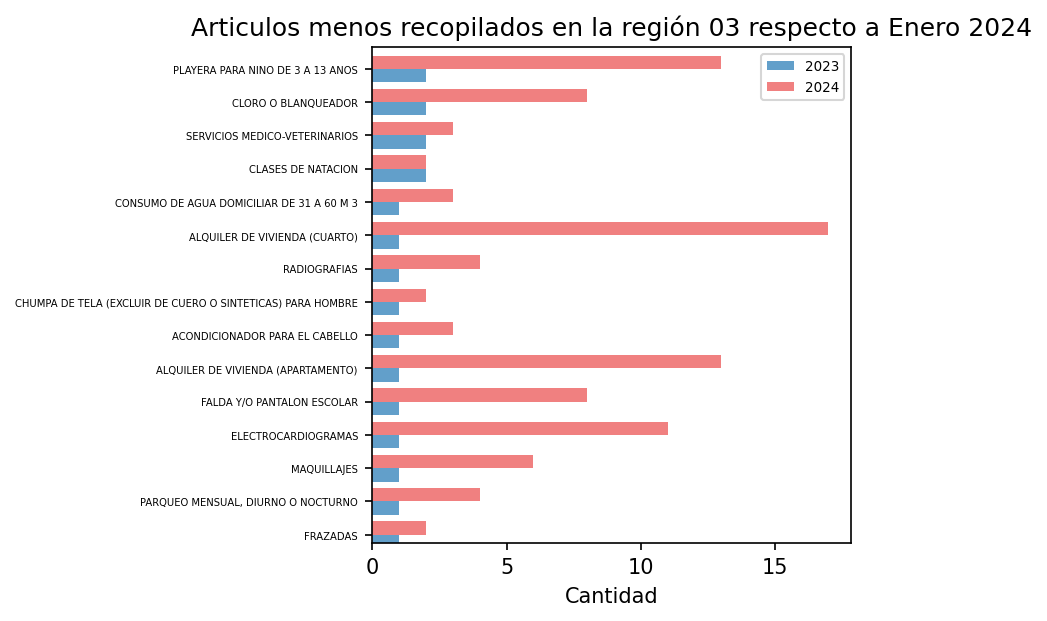 Articulos menos recopilados en la región 03 respecto a Enero 2024
2023
2024
PLAYERA PARA NINO DE 3 A 13 ANOS
CLORO O BLANQUEADOR
SERVICIOS MEDICO-VETERINARIOS
CLASES DE NATACION
CONSUMO DE AGUA DOMICILIAR DE 31 A 60 M 3
ALQUILER DE VIVIENDA (CUARTO)
RADIOGRAFIAS
CHUMPA DE TELA (EXCLUIR DE CUERO O SINTETICAS) PARA HOMBRE
ACONDICIONADOR PARA EL CABELLO
ALQUILER DE VIVIENDA (APARTAMENTO)
FALDA Y/O PANTALON ESCOLAR
ELECTROCARDIOGRAMAS
MAQUILLAJES
PARQUEO MENSUAL, DIURNO O NOCTURNO
FRAZADAS
0 5 10 15
Cantidad